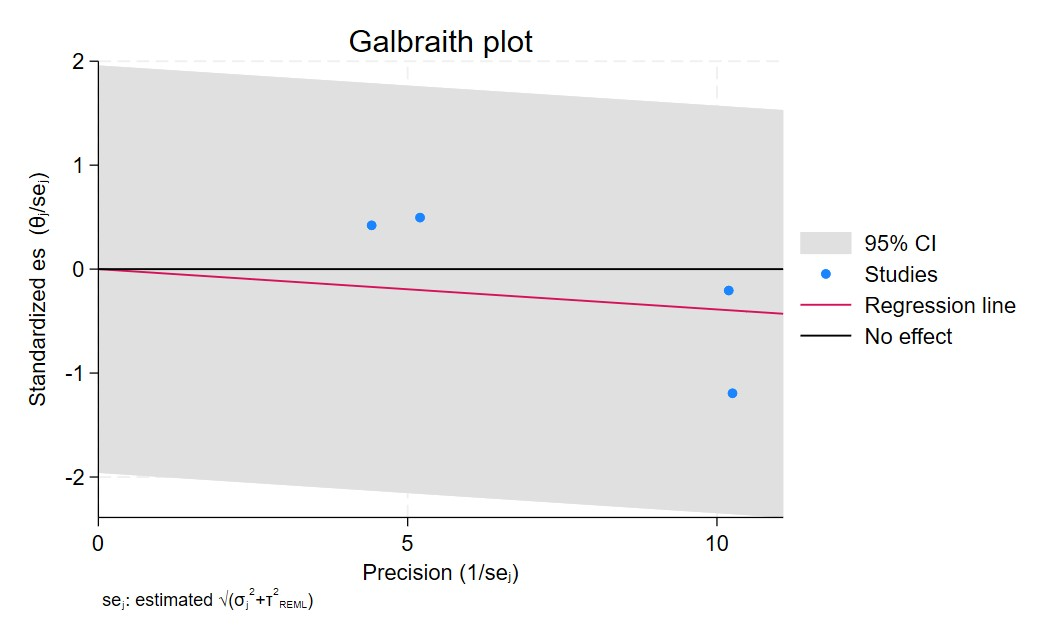 Galbraith plot
2
1
0
-1
-2
Standardized es (θⱼ/seⱼ)
0
5
10
Precision (1/seⱼ)
seⱼ: estimated √(σⱼ²+τ²REML)
95% CI
Studies
Regression line
No effect